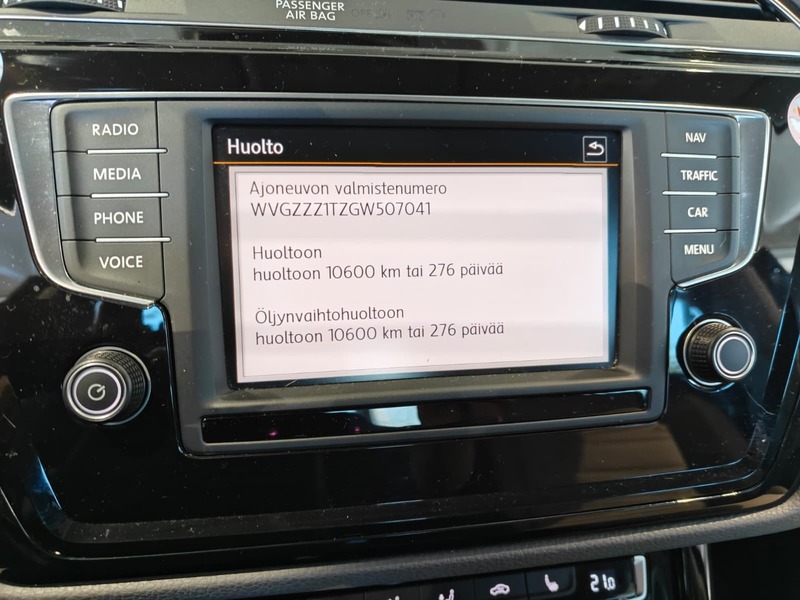 PASSENGER
AIR BAG
RADIO
MEDIA
PHONE
VOICE
NAV
TRAFFIC
CAR
MENU
Huolto
Ajoneuvon valmistenumero
WVGZZZ1TZGW507041
Huoltoon
huoltoon 10600 km tai 276 päivää
Öljynvaihtohuoltoon
huoltoon 10600 km tai 276 päivää
21.0